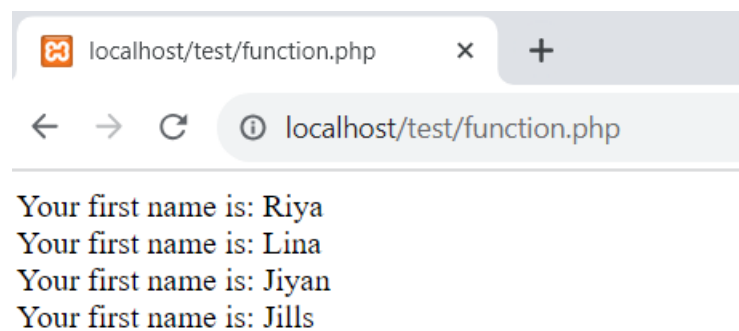 localhost/test/function.php
localhost/test/function.php
Your first name is: Riya
Your first name is: Lina
Your first name is: Jiyan
Your first name is: Jills